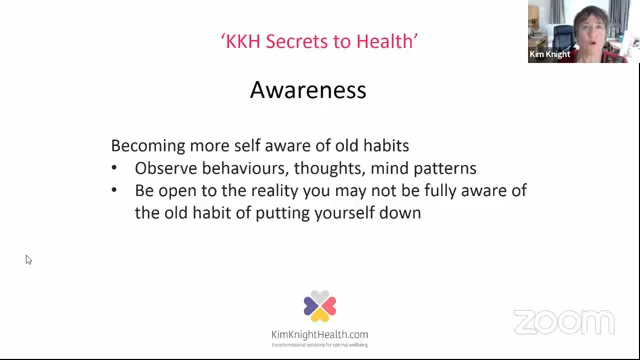 'KKH Secrets to Health'
Kim Knight
Awareness
Becoming more self aware of old habits
• Observe behaviours, thoughts, mind patterns
• Be open to the reality you may not be fully aware of
the old habit of putting yourself down
KimKnightHealth.com
transformational solutions for optimal wellbeing
zoom